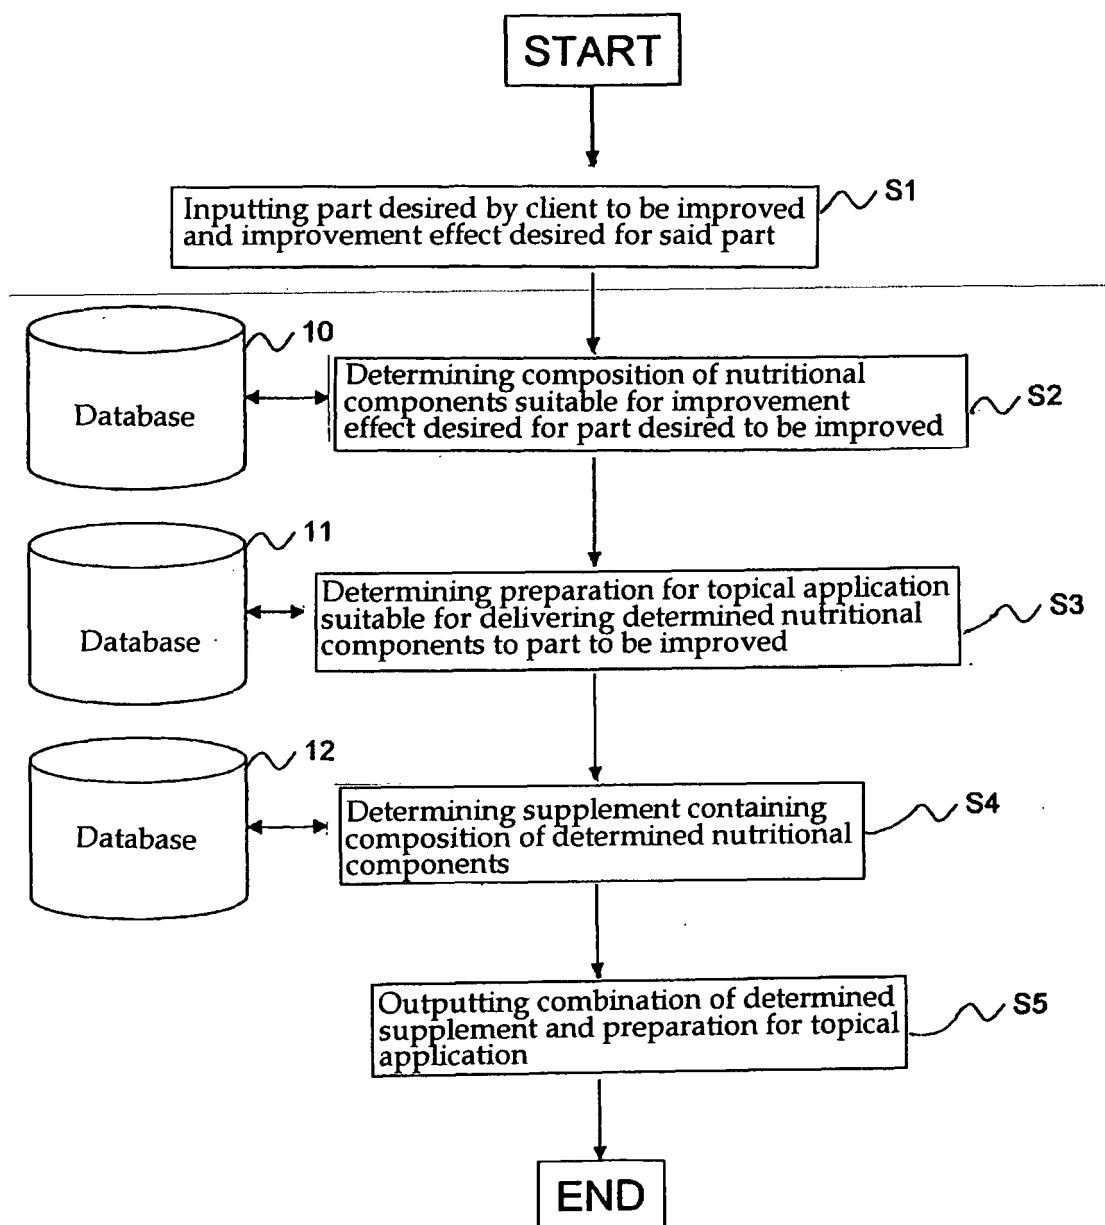 START
Inputting part desired by client to be improved
and improvement effect desired for said part
S1
10
Database
Determining composition of nutritional
components suitable for improvement
effect desired for part desired to be improved
S2
11
Database
Determining preparation for topical application
suitable for delivering determined nutritional
components to part to be improved
S3
12
Database
Determining supplement containing
composition of determined nutritional
components
S4
Outputting combination of determined
supplement and preparation for topical
application
S5
END